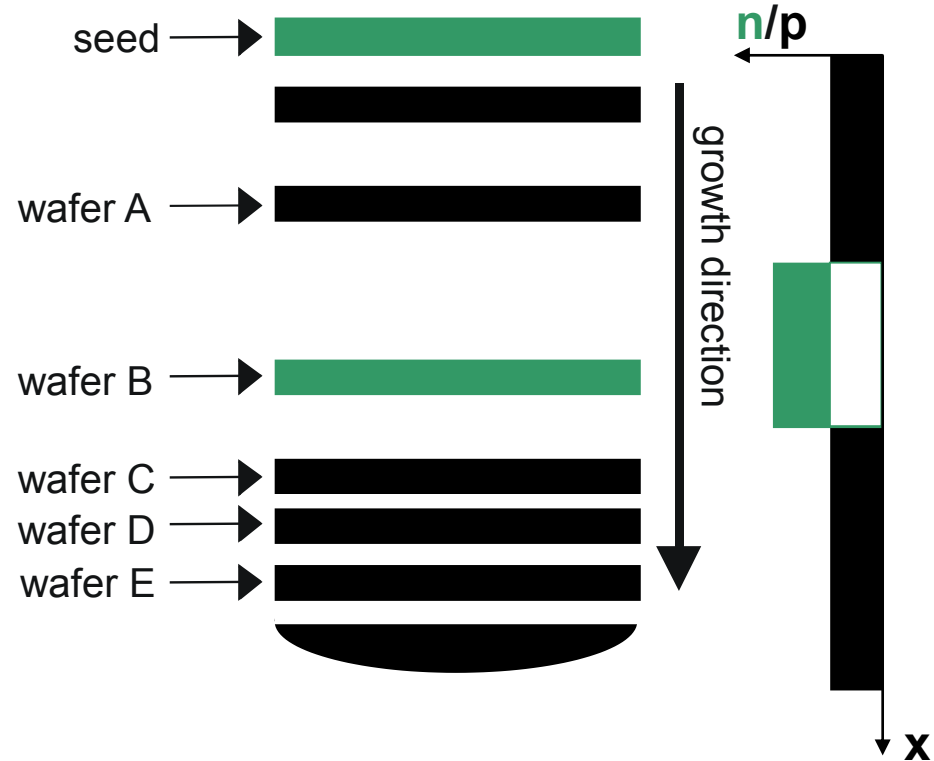 seed
n/p
growth direction
wafer A
wafer B
wafer C
wafer D
wafer E
x